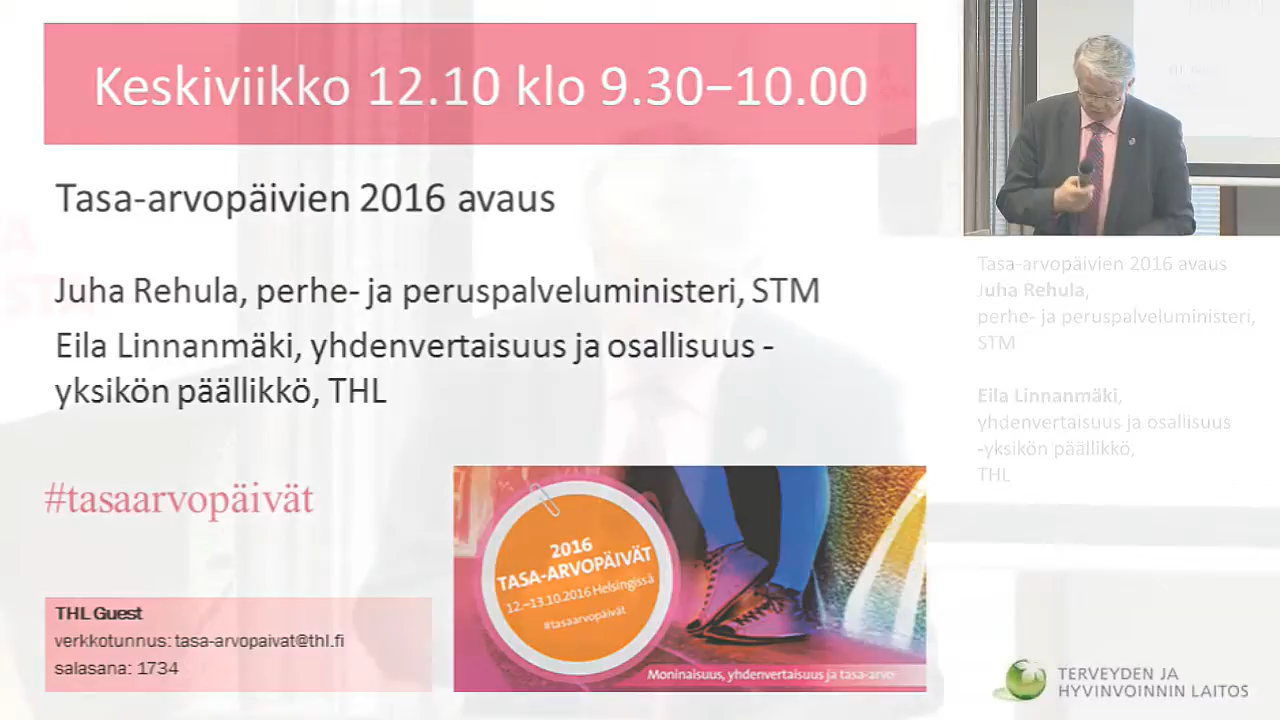 Keskiviikko 12.10 klo 9.30–10.00
Tasa-arvopäivien 2016 avaus
Juha Rehula, perhe- ja peruspalveluministeri, STM
Eila Linnanmäki, yhdenvertaisuus ja osallisuus -
yksikön päällikkö, THL
#tasaarvopäivät
THL Guest
verkkotunnus: tasa-arvopaivat@thl.fi
salasana: 1734
2016
TASA-ARVOPÄIVÄT
12.–13.10.2016 Helsingissä
#tasaarvopäivät
Moninaisuus, yhdenvertaisuus ja tasa-arvo
Tasa-arvopäivien 2016 avaus
Juha Rehula,
perhe- ja peruspalveluministeri,
STM
Eila Linnanmäki,
yhdenvertaisuus ja osallisuus
-yksikön päällikkö,
THL
TERVEYDEN JA
HYVINVOINNIN LAITOS